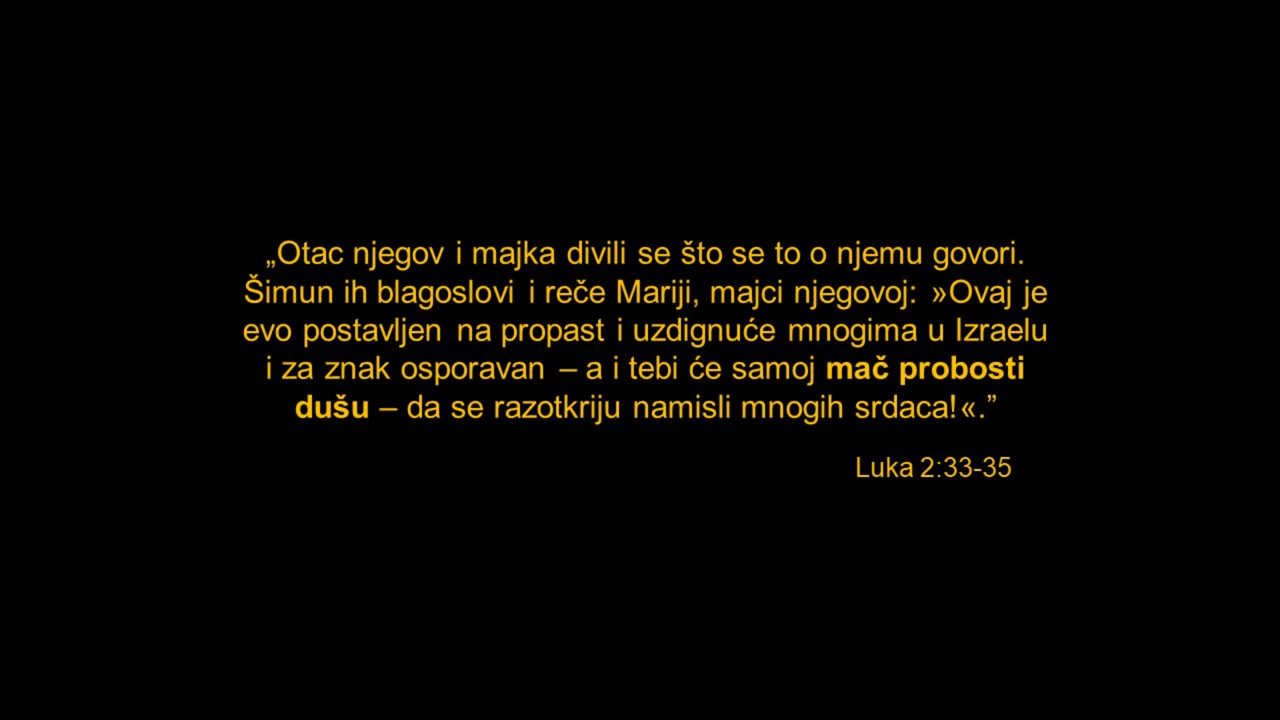 „Otac njegov i majka divili se što se to o njemu govori.
Šimun ih blagoslovi i reče Mariji, majci njegovoj: »Ovaj je
evo postavljen na propast i uzdignuće mnogima u Izraelu
i za znak osporavan – a i tebi će samoj mač probosti
dušu – da se razotkriju namisli mnogih srdaca!«.”
Luka 2:33-35